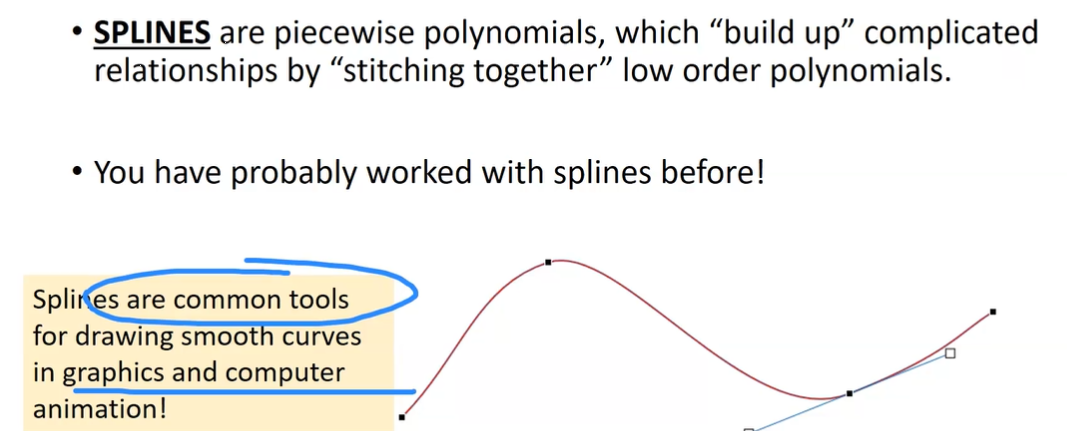 • SPLINES are piecewise polynomials, which “build up” complicated
relationships by “stitching together” low order polynomials.
• You have probably worked with splines before!
Splines are common tools
for drawing smooth curves
in graphics and computer
animation!